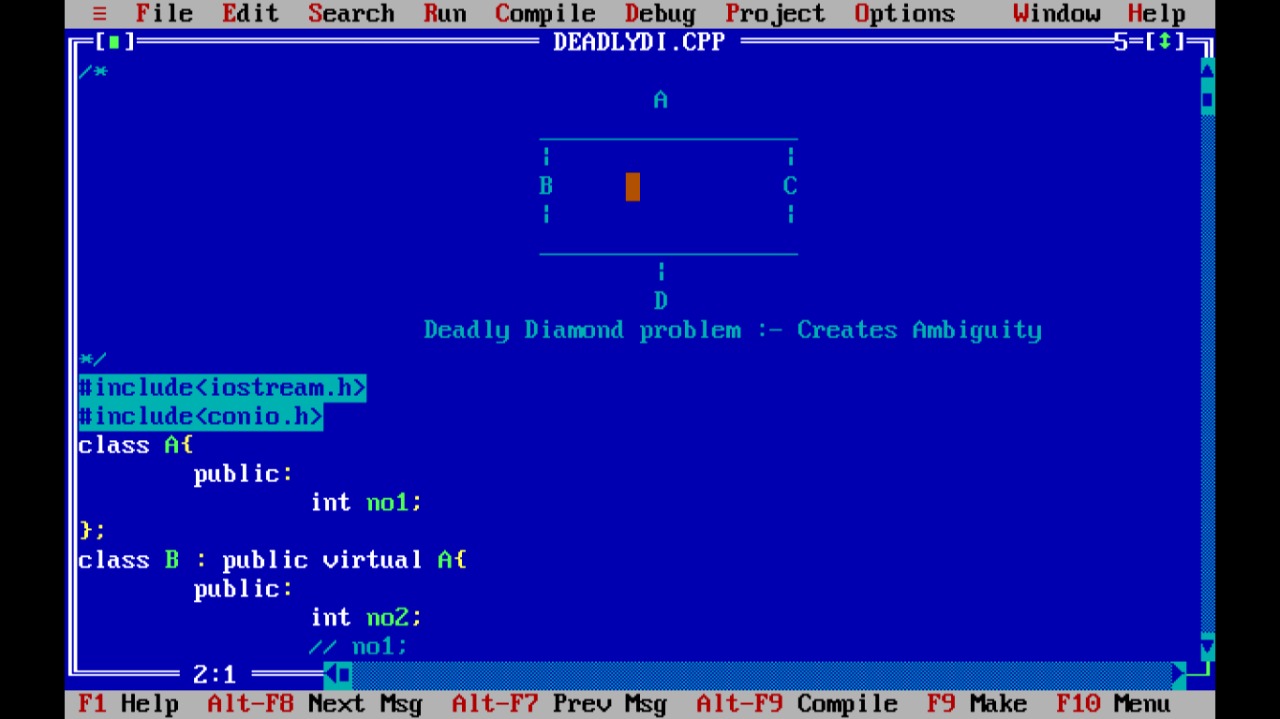 ≡ File Edit Search Run Compile Debug Project Options Window Help
[■] DEADLYDI.CPP 5=[↕]
/*
A
¦ ¦
B C
¦ ¦
¦
D
Deadly Diamond problem :- Creates Ambiguity
*/
#include<iostream.h>
#include<conio.h>
class A{
public:
int no1;
};
class B : public virtual A{
public:
int no2;
// no1;
2:1
F1 Help Alt-F8 Next Msg Alt-F7 Prev Msg Alt-F9 Compile F9 Make F10 Menu